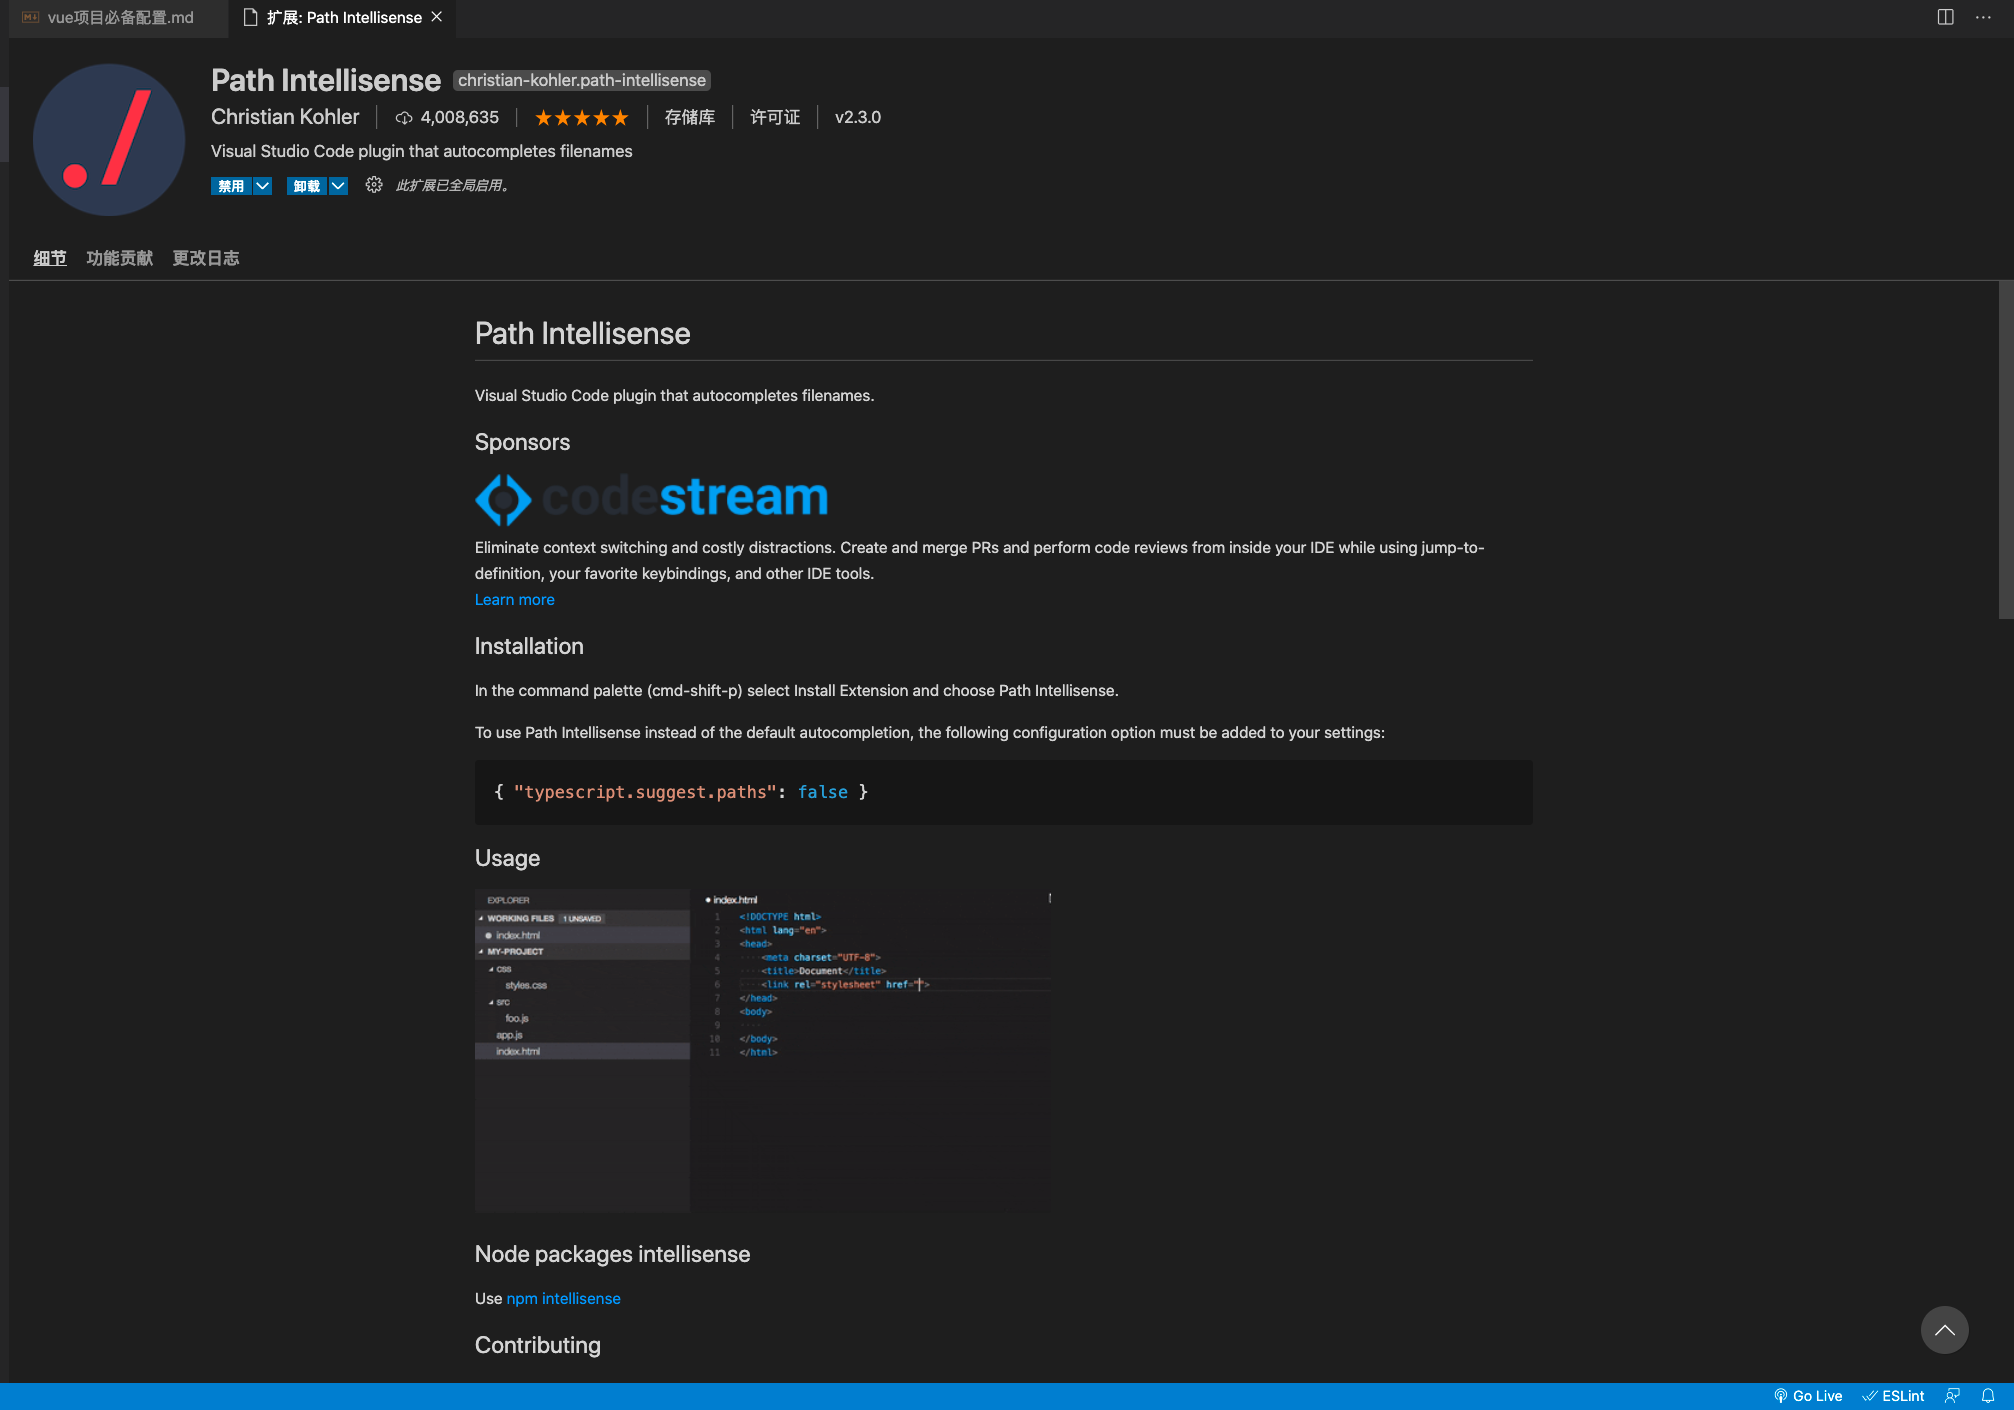 vue项目必备配置.md
扩展: Path Intellisense
Path Intellisense christian-kohler.path-intellisense
Christian Kohler 4,008,635 ★★★★★ 存储库 许可证 v2.3.0
Visual Studio Code plugin that autocompletes filenames
禁用 卸载 此扩展已全局启用。
细节 功能贡献 更改日志
Path Intellisense
Visual Studio Code plugin that autocompletes filenames.
Sponsors
codestream
Eliminate context switching and costly distractions. Create and merge PRs and perform code reviews from inside your IDE while using jump-to-
definition, your favorite keybindings, and other IDE tools.
Learn more
Installation
In the command palette (cmd-shift-p) select Install Extension and choose Path Intellisense.
To use Path Intellisense instead of the default autocompletion, the following configuration option must be added to your settings:
{ "typescript.suggest.paths": false }
Usage
EXPLORER
WORKING FILES 1 UNSAVED
index.html
MY-PROJECT
css
styles.css
src
foo.js
app.js
index.html
index.html
1 <!DOCTYPE html>
2 <html lang="en">
3 <head>
4 ····<meta charset="UTF-8">
5 ····<title>Document</title>
6 ····<link rel="stylesheet" href="">
7 </head>
8 <body>
9 ····
10 </body>
11 </html>
Node packages intellisense
Use npm intellisense
Contributing
Go Live ESLint